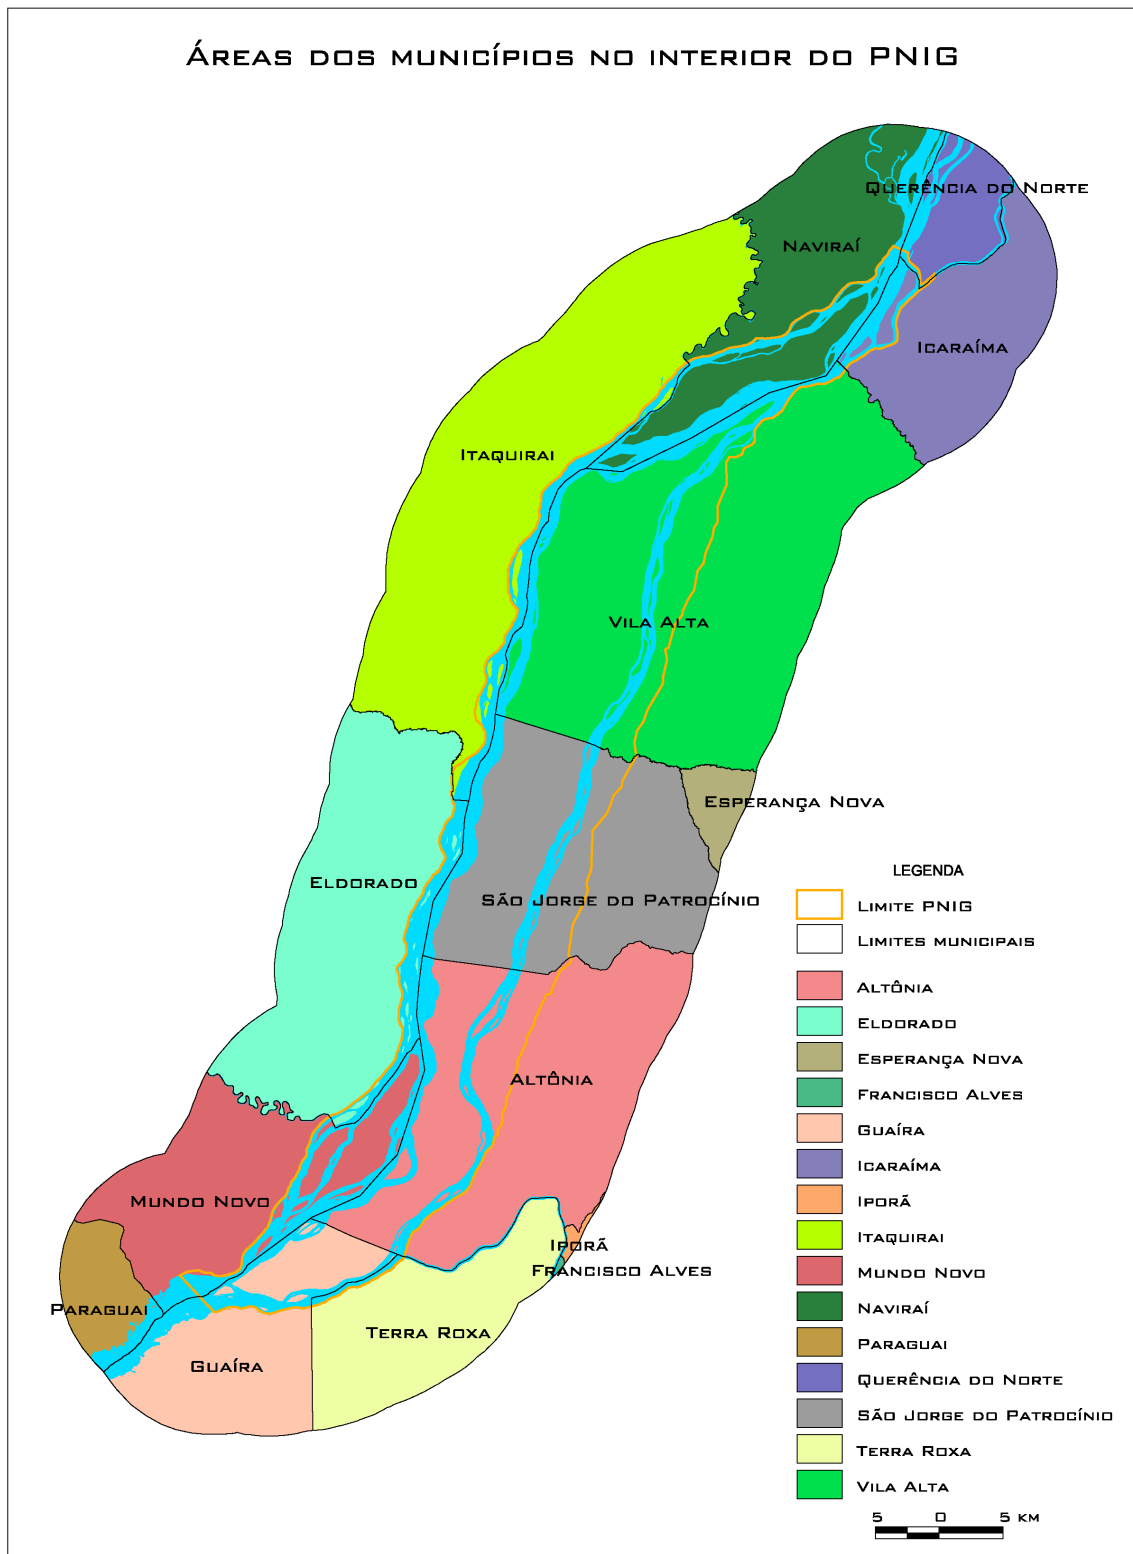 ÁREAS DOS MUNICÍPIOS NO INTERIOR DO PNIG
QUERÊNCIA DO NORTE
NAVIRAÍ
ICARAÍMA
ITAQUIRAI
VILA ALTA
ESPERANÇA NOVA
ELDORADO
SÃO JORGE DO PATROCÍNIO
ALTÔNIA
MUNDO NOVO
IPORÃ
FRANCISCO ALVES
PARAGUAI
TERRA ROXA
GUAÍRA
LEGENDA
LIMITE PNIG
LIMITES MUNICIPAIS
ALTÔNIA
ELDORADO
ESPERANÇA NOVA
FRANCISCO ALVES
GUAÍRA
ICARAÍMA
IPORÃ
ITAQUIRAI
MUNDO NOVO
NAVIRAÍ
PARAGUAI
QUERÊNCIA DO NORTE
SÃO JORGE DO PATROCÍNIO
TERRA ROXA
VILA ALTA
5 0 5 KM